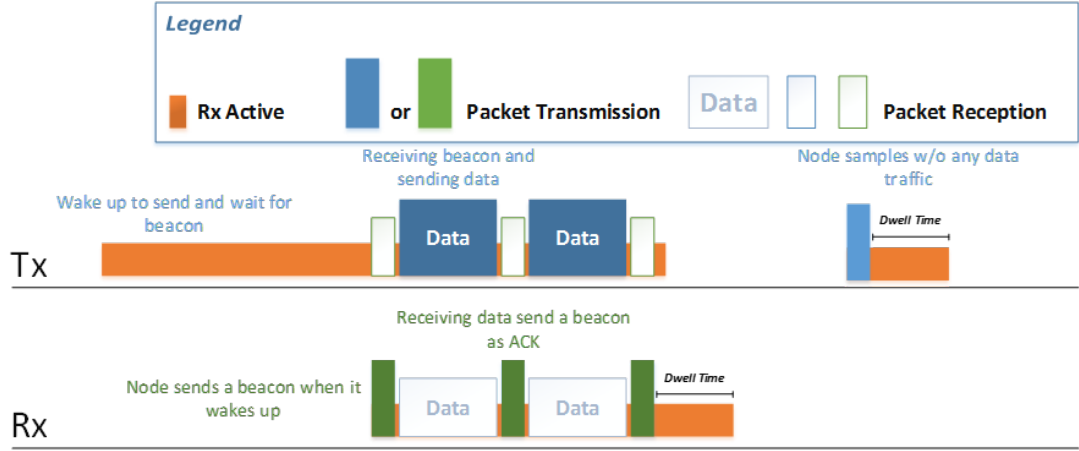 Legend
Rx Active
or
Packet Transmission
Data
Packet Reception
Receiving beacon and
sending data
Node samples w/o any data
traffic
Wake up to send and wait for
beacon
Dwell Time
Data
Data
Tx
Receiving data send a beacon
as ACK
Node sends a beacon when it
wakes up
Dwell Time
Data
Data
Rx